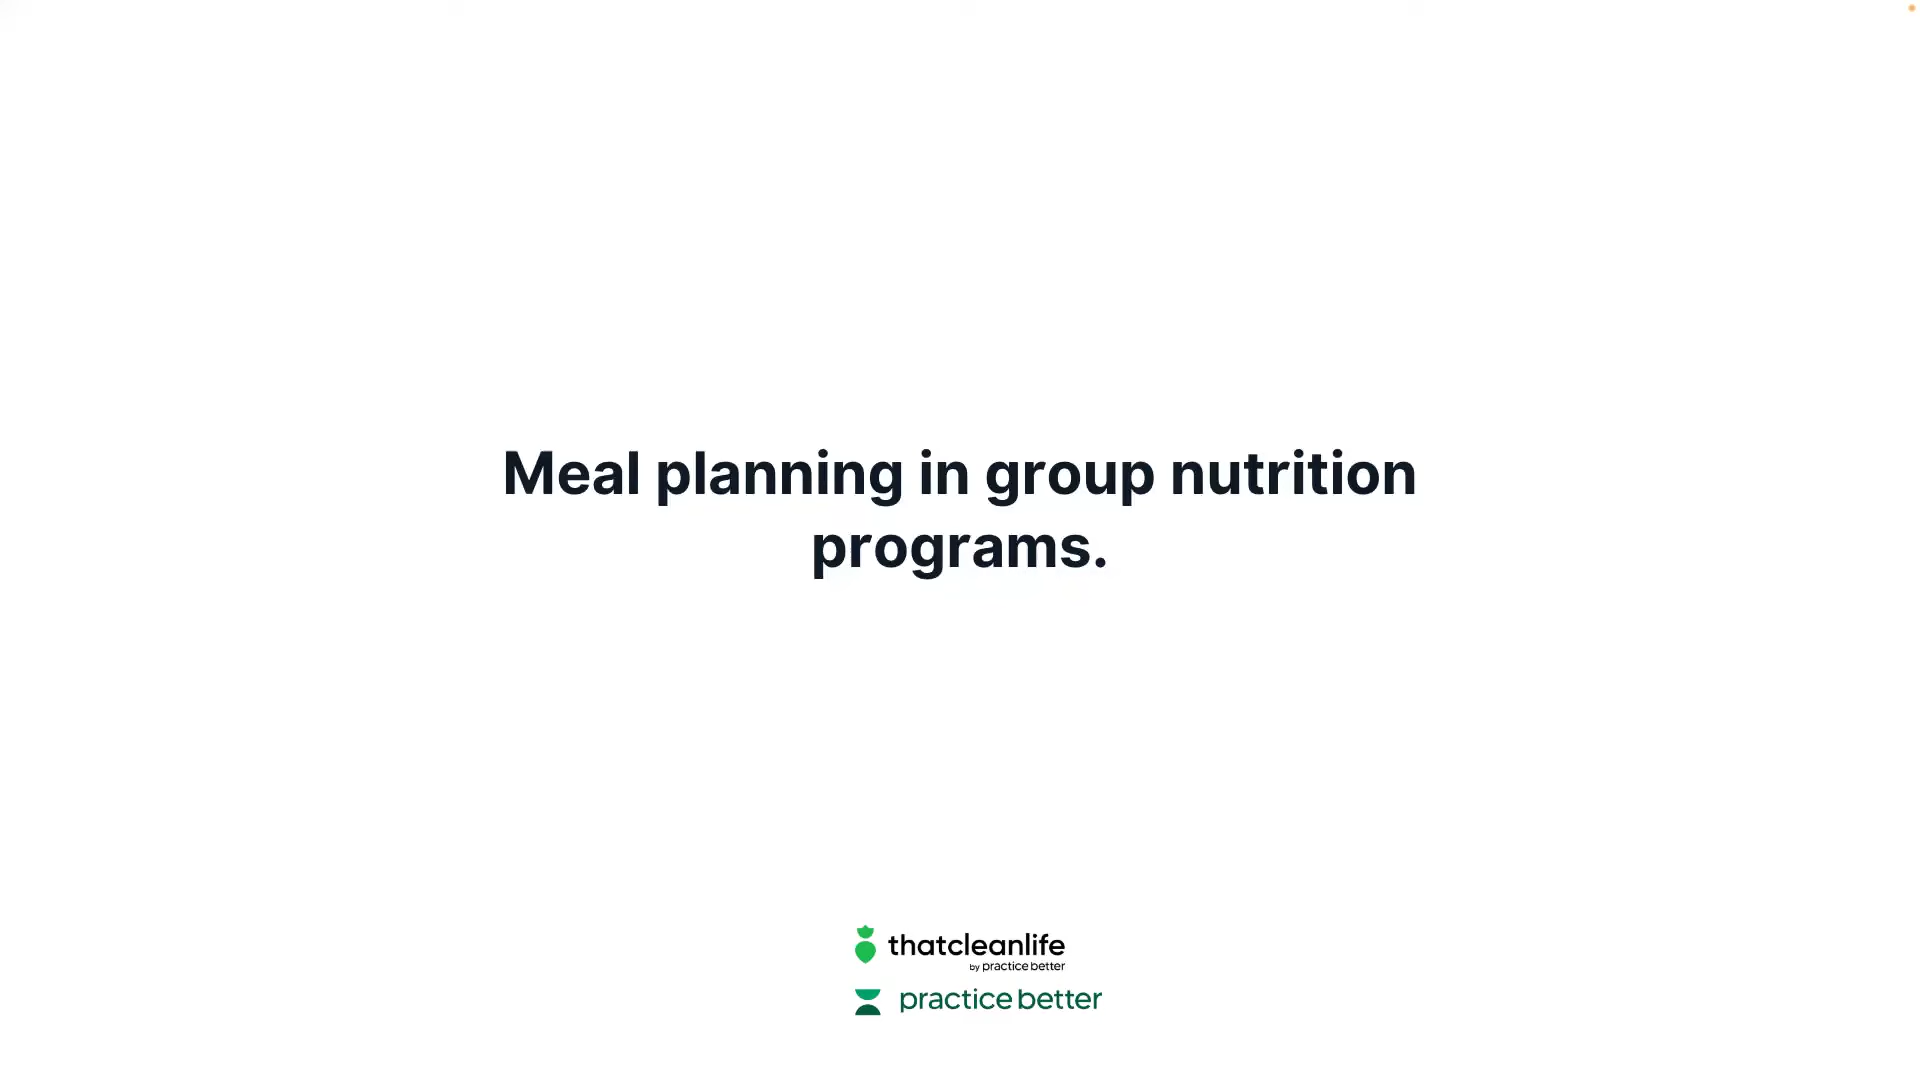 Meal planning in group nutrition
programs.
thatcleanlife
by practice better
practice better